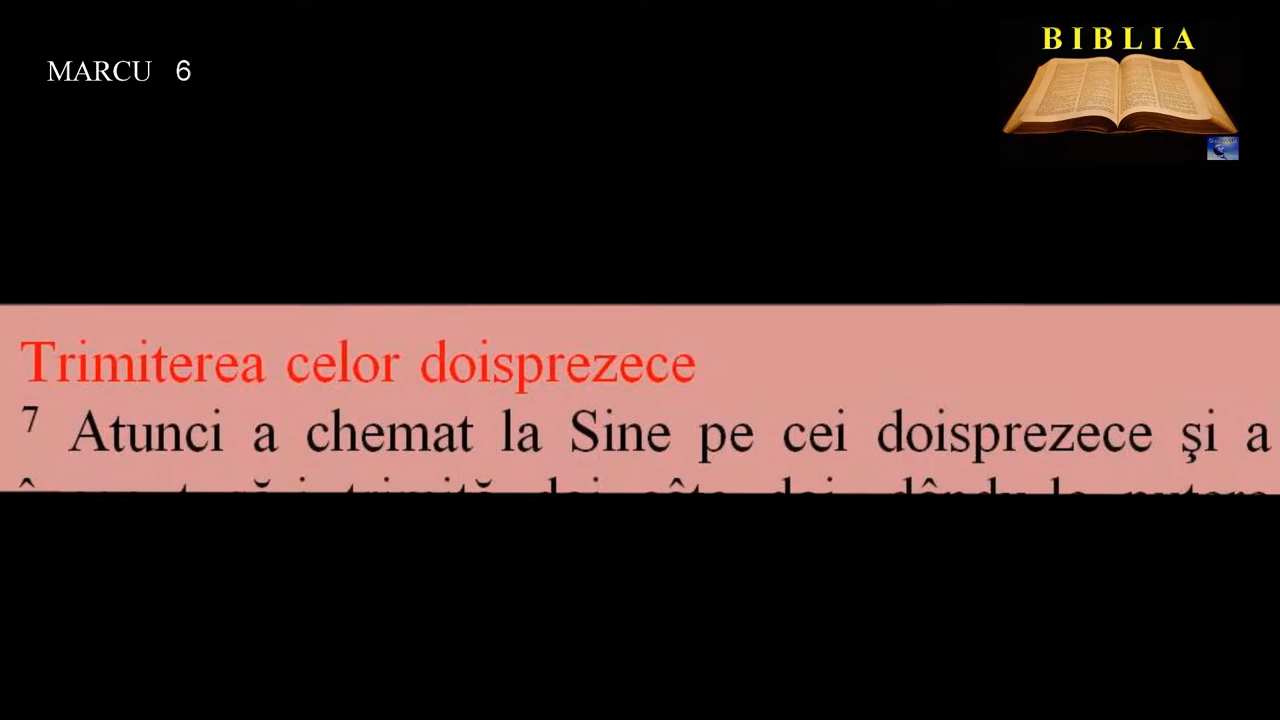 BIBLIA
MARCU 6
Trimiterea celor doisprezece
7 Atunci a chemat la Sine pe cei doisprezece şi a